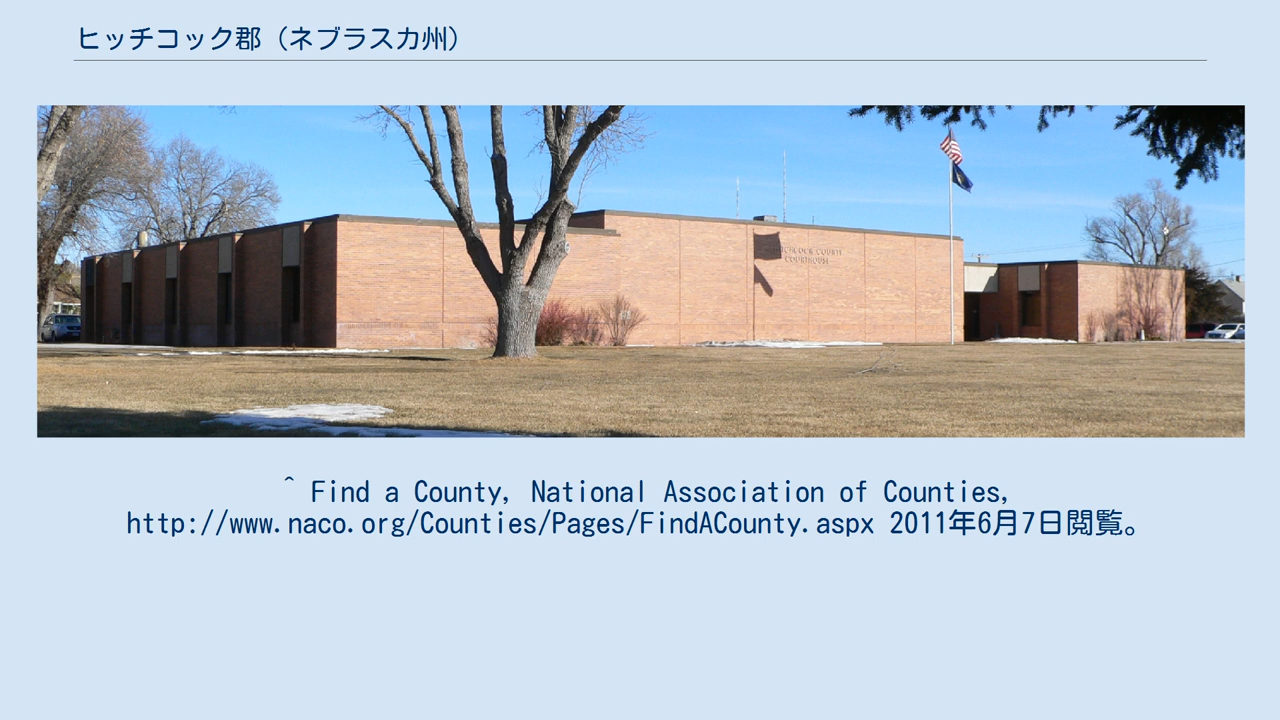 ヒッチコック郡（ネブラスカ州）
COUNTY
COURTHOUSE
^ Find a County, National Association of Counties,
http://www.naco.org/Counties/Pages/FindACounty.aspx 2011年6月7日閲覧。